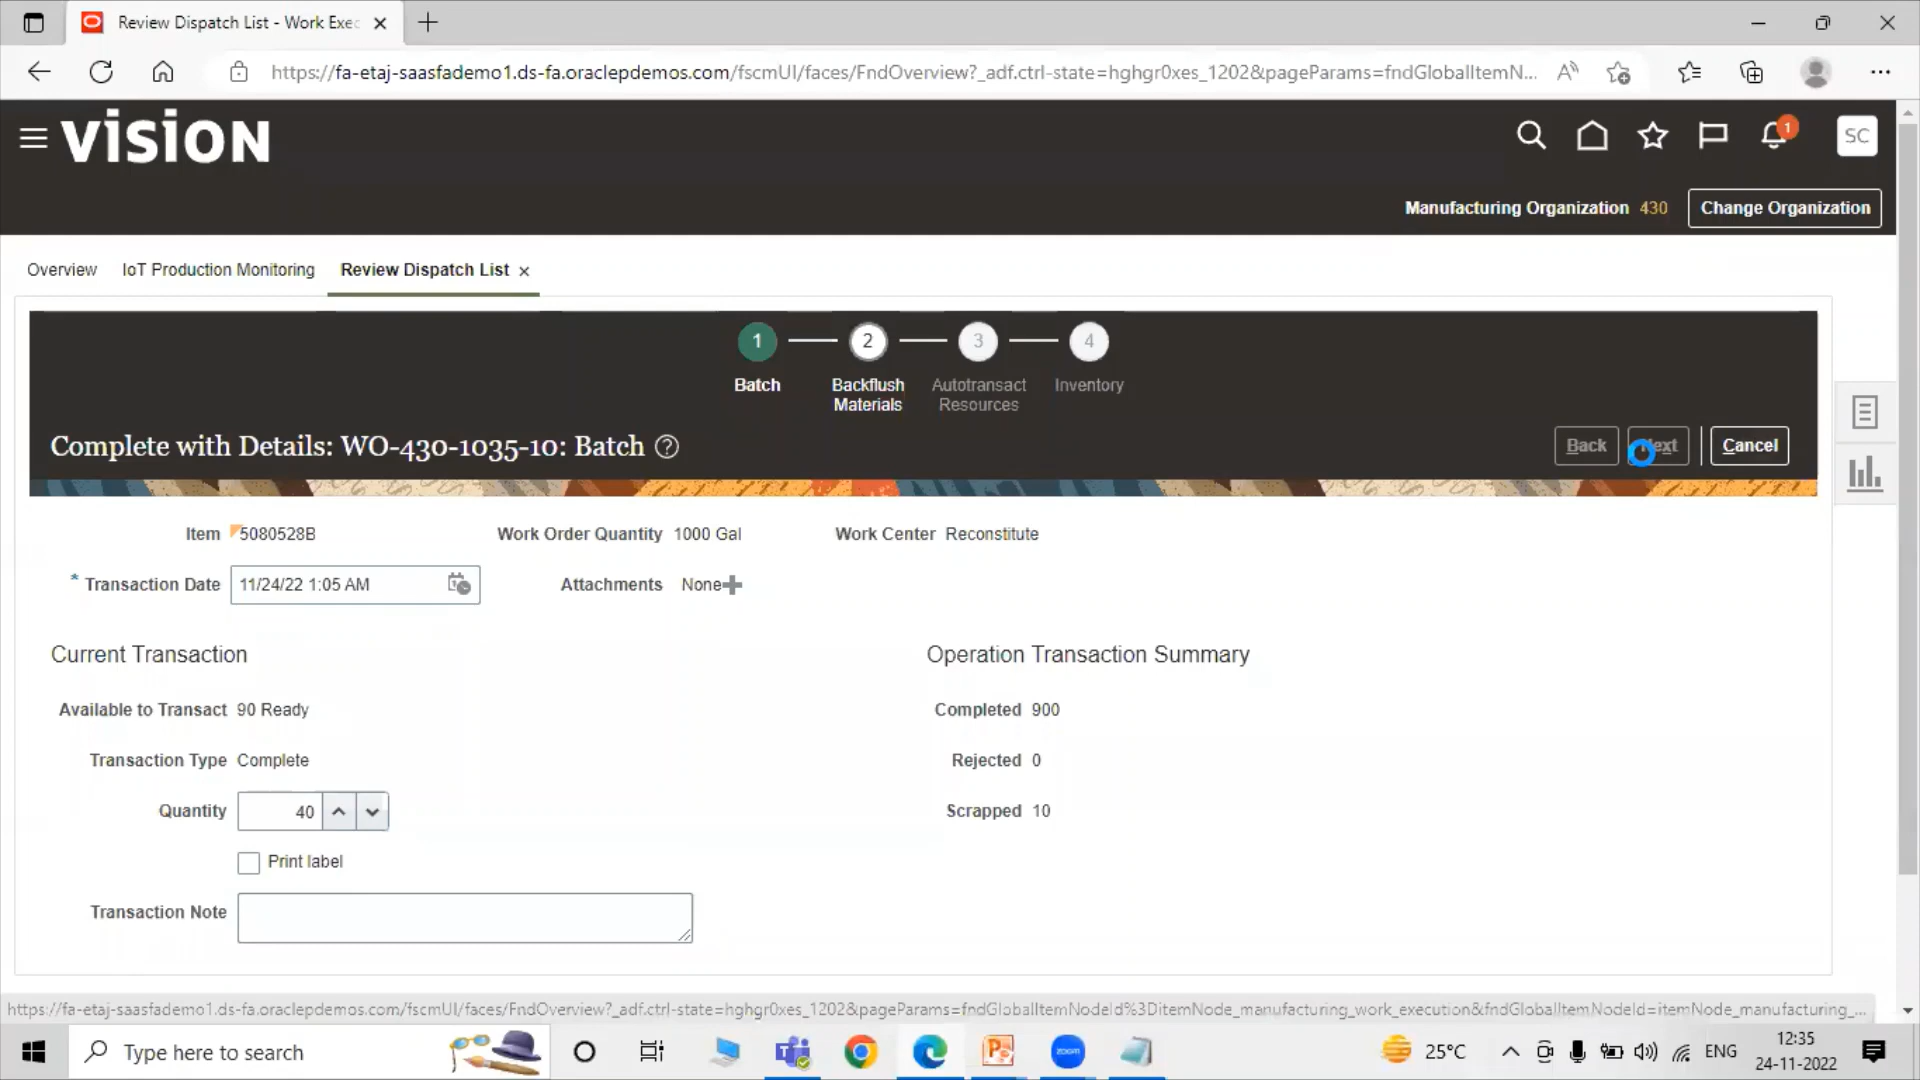 Review Dispatch List - Work Exec
https://fa-etaj-saasfademo1.ds-fa.oraclepdemos.com/fscmUI/faces/FndOverview?_adf.ctrl-state=hghgr0xes_1202&pageParams=fndGlobalItemN...
VISION
1
SC
Manufacturing Organization 430 Change Organization
Overview IoT Production Monitoring Review Dispatch List
1 2 3 4
Batch Backflush Materials Autotransact Resources Inventory
Complete with Details: WO-430-1035-10: Batch
Back Next Cancel
Item 5080528B Work Order Quantity 1000 Gal Work Center Reconstitute
* Transaction Date 11/24/22 1:05 AM Attachments None
Current Transaction Operation Transaction Summary
Available to Transact 90 Ready Completed 900
Transaction Type Complete Rejected 0
Quantity 40 Scrapped 10
Print label
Transaction Note
https://fa-etaj-saasfademo1.ds-fa.oraclepdemos.com/fscmUI/faces/FndOverview?_adf.ctrl-state=hghgr0xes_1202&pageParams=fndGlobalItemNodeId%3DitemNode_manufacturing_work_execution&fndGlobalItemNodeId=itemNode_manufacturing_...
Type here to search zoom 25°C ENG 12:35
24-11-2022